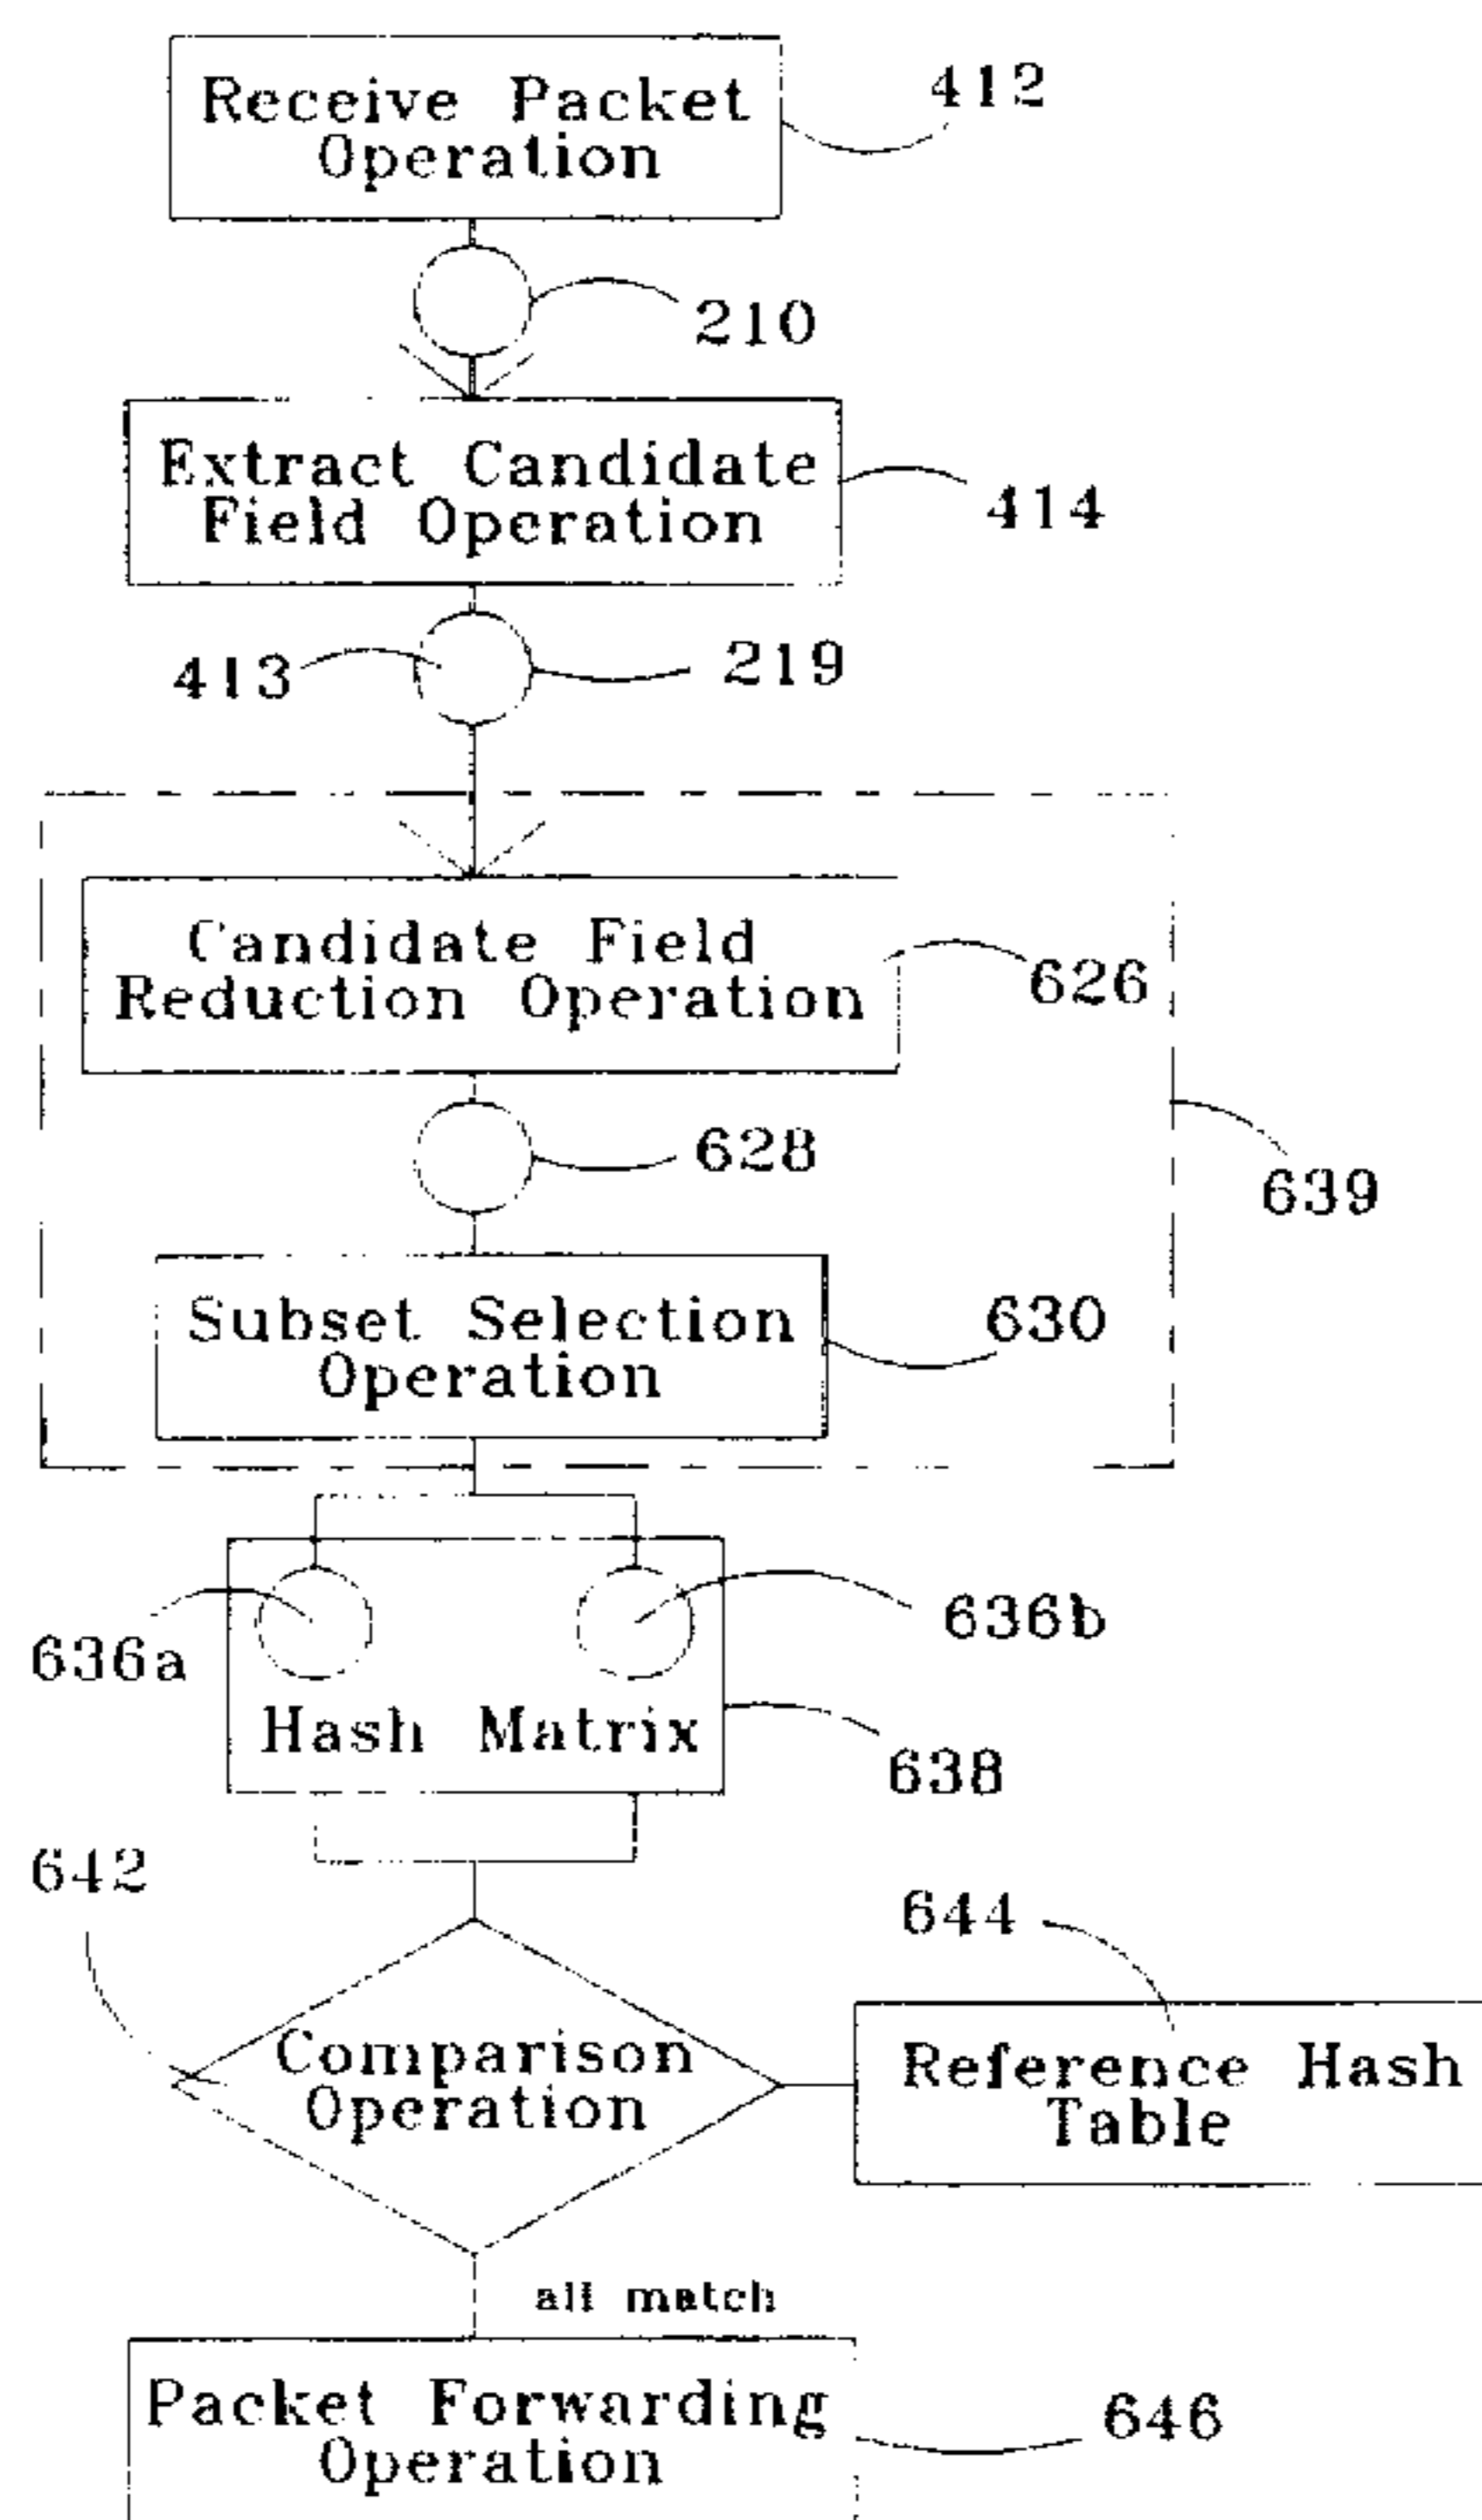 Receive Packet
Operation
412
210
Extract Candidate
Field Operation
414
413
219
Candidate Field
Reduction Operation
626
628
639
Subset Selection
Operation
630
636a
636b
Hash Matrix
638
642
644
Comparison
Operation
Reference Hash
Table
all match
Packet Forwarding
Operation
646